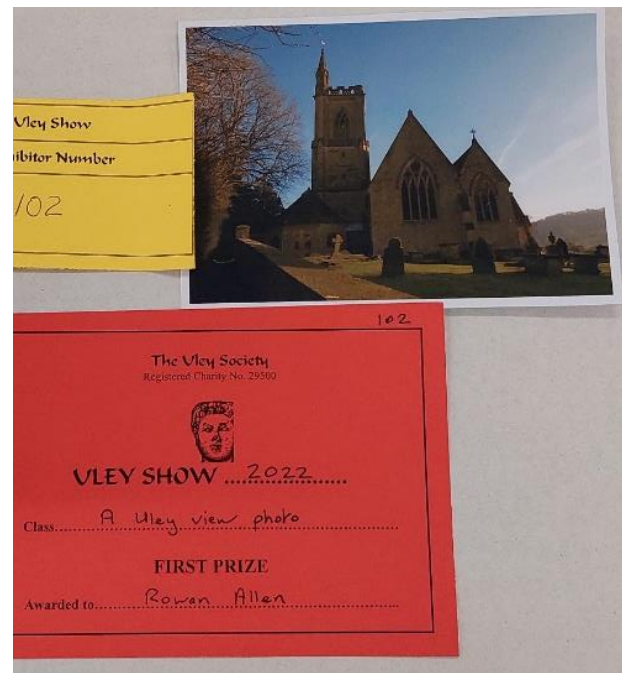 Uley Show
ibitor Number
102
102
The Uley Society
Registered Charity No. 29500
ULEY SHOW ....2022............
Class........A Uley view photo..............
FIRST PRIZE
Awarded to..........Rowan Allen....................